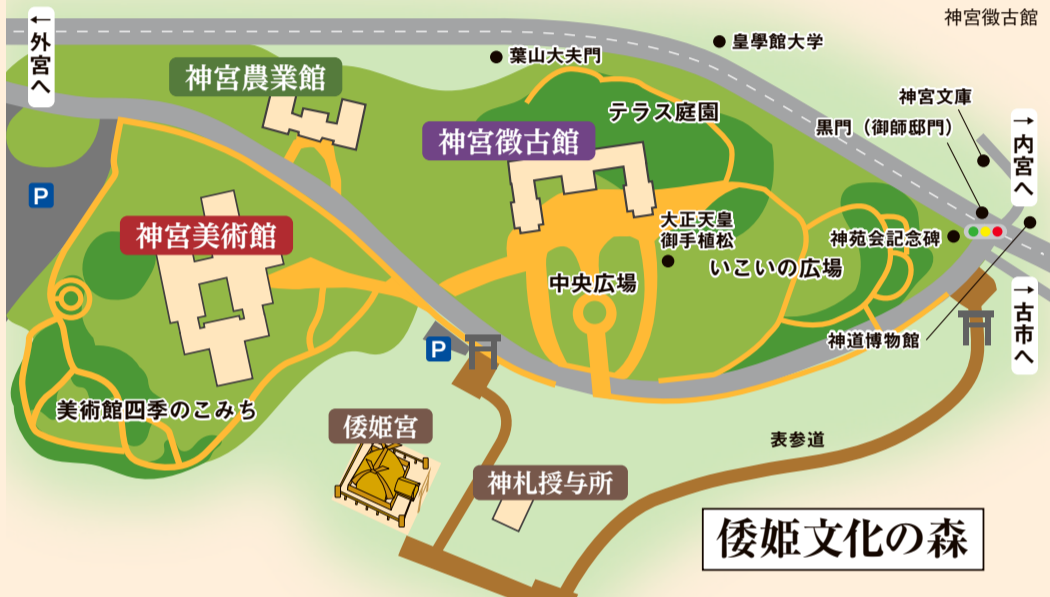 神宮徴古館
←外宮へ
葉山大夫門
皇學館大学
神宮農業館
テラス庭園
神宮文庫
黒門（御師邸門）
→内宮へ
神宮徴古館
P
神宮美術館
大正天皇
御手植松
神苑会記念碑
いこいの広場
中央広場
→古市へ
神道博物館
P
美術館四季のこみち
倭姫宮
表参道
神札授与所
倭姫文化の森